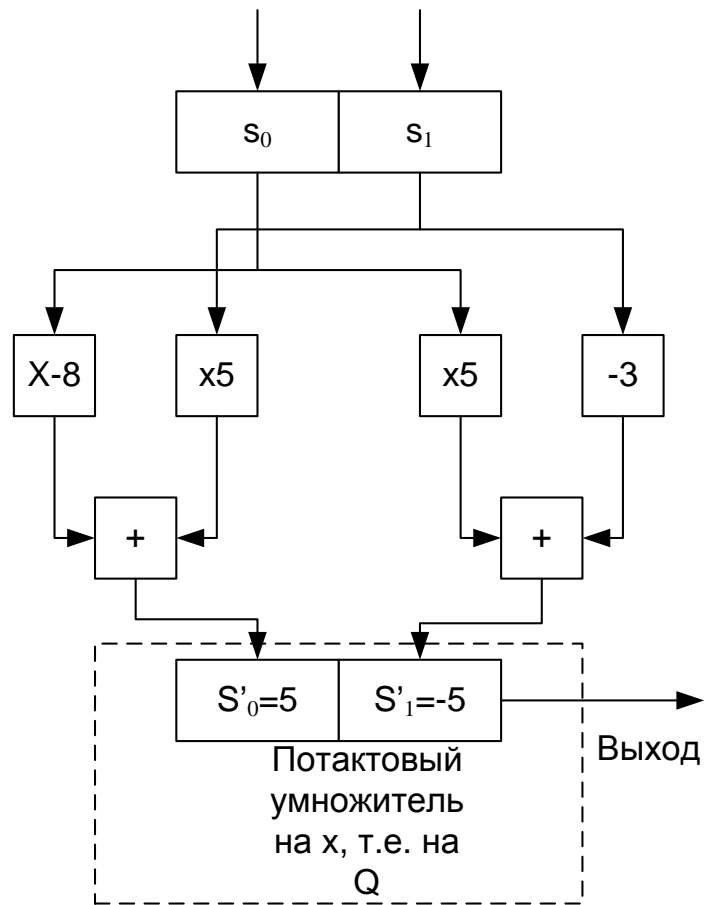 s₀ s₁
X-8 x5 x5 -3
+ +
S’₀=5 S’₁=-5
Выход
Потактовый
умножитель
на x, т.е. на
Q